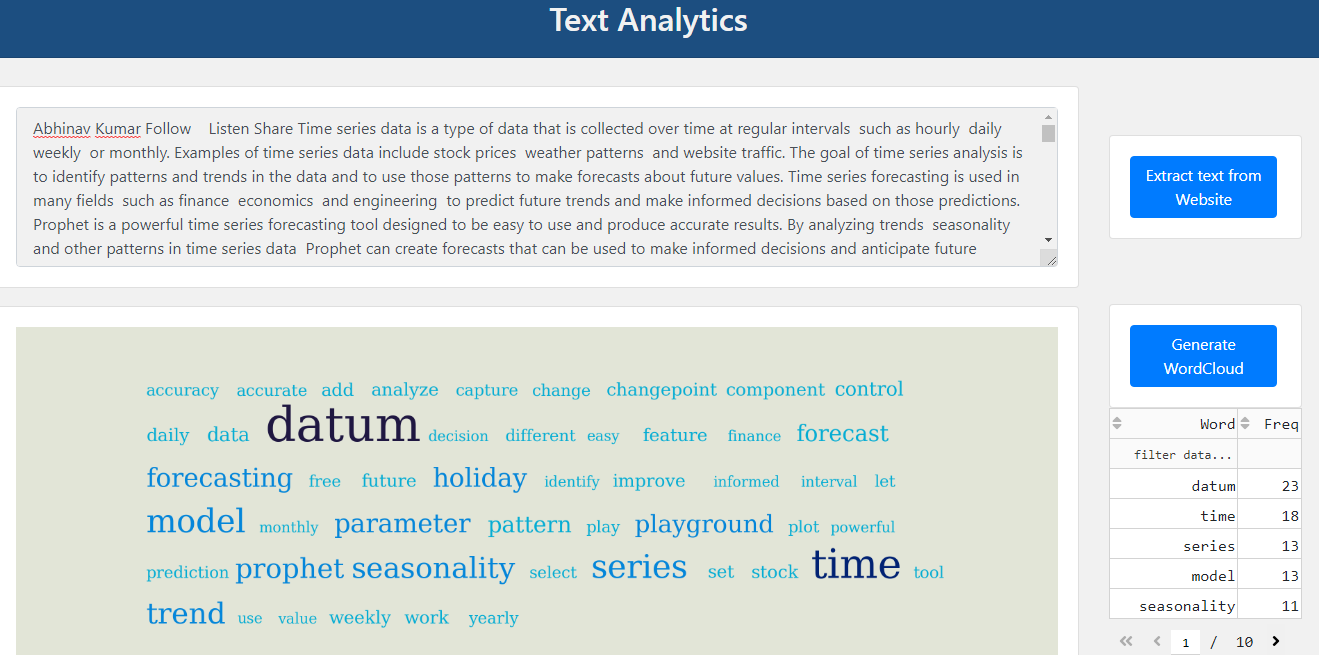 Text Analytics
Abhinav Kumar Follow    Listen Share Time series data is a type of data that is collected over time at regular intervals  such as hourly  daily
weekly  or monthly. Examples of time series data include stock prices  weather patterns  and website traffic. The goal of time series analysis is
to identify patterns and trends in the data and to use those patterns to make forecasts about future values. Time series forecasting is used in
many fields  such as finance  economics  and engineering  to predict future trends and make informed decisions based on those predictions.
Prophet is a powerful time series forecasting tool designed to be easy to use and produce accurate results. By analyzing trends  seasonality
and other patterns in time series data  Prophet can create forecasts that can be used to make informed decisions and anticipate future
Extract text from
Website
accuracy accurate add analyze capture change changepoint component control
daily data datum decision different easy feature finance forecast
forecasting free future holiday identify improve informed interval let
model monthly parameter pattern play playground plot powerful
prediction prophet seasonality select series set stock time tool
trend use value weekly work yearly
Generate
WordCloud
Word Freq
filter data...
datum 23
time 18
series 13
model 13
seasonality 11
1 / 10